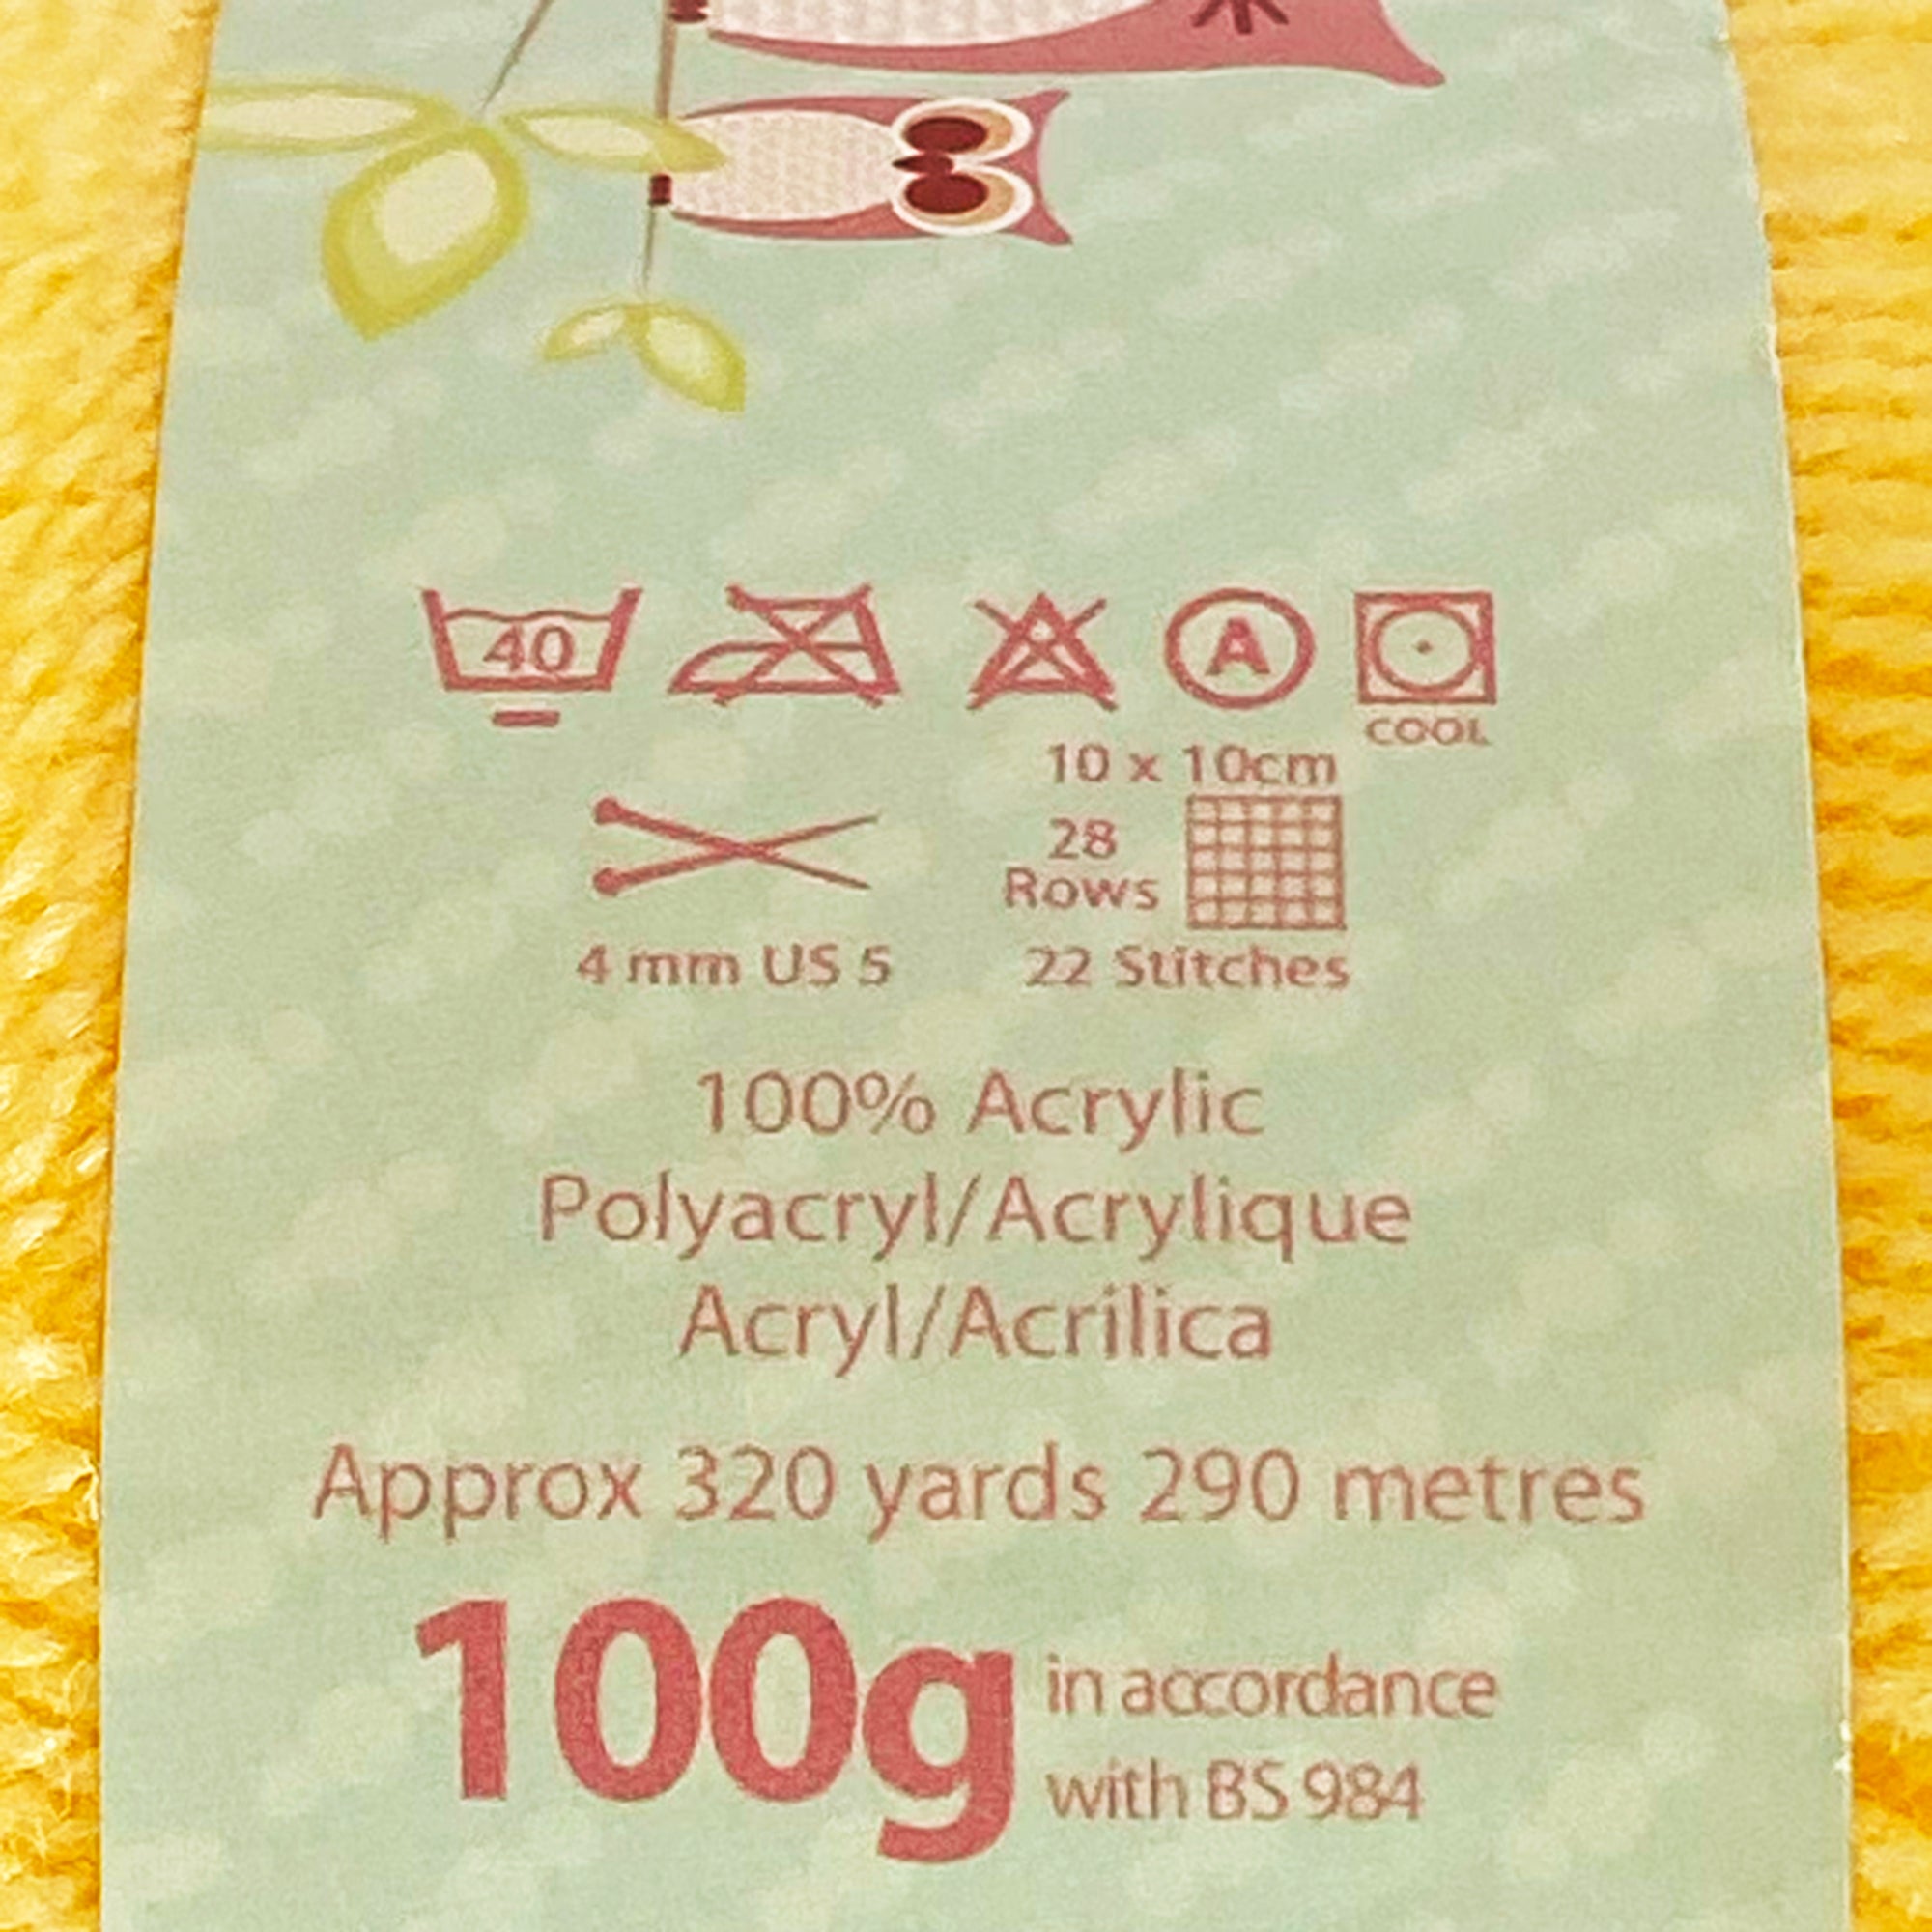 40 A
COOL
10 x 10cm
28
Rows
4 mm US 5 22 Stitches
100% Acrylic
Polyacryl/Acrylique
Acryl/Acrilica
Approx 320 yards 290 metres
100g in accordance
with BS 984